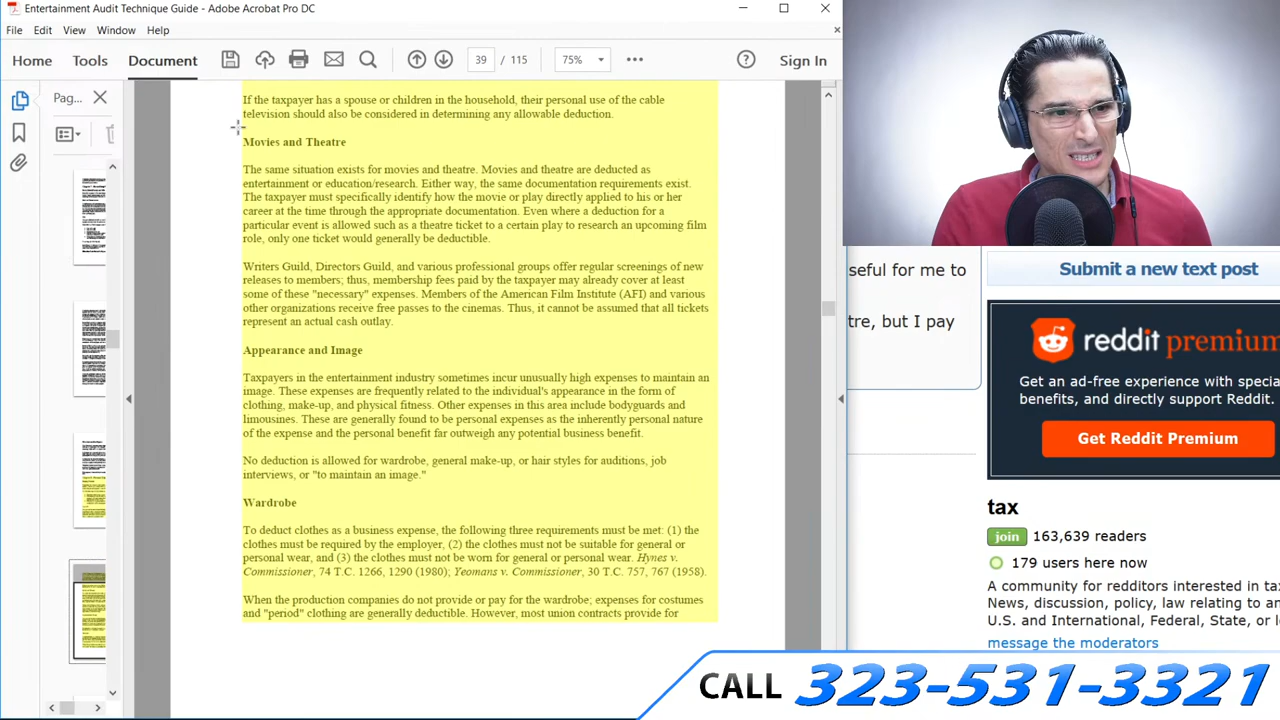 Entertainment Audit Technique Guide - Adobe Acrobat Pro DC
File Edit View Window Help
Home Tools Document 39 / 115 75% Sign In
Pag...
If the taxpayer has a spouse or children in the household, their personal use of the cable
television should also be considered in determining any allowable deduction.
Movies and Theatre
The same situation exists for movies and theatre. Movies and theatre are deducted as
entertainment or education/research. Either way, the same documentation requirements exist.
The taxpayer must specifically identify how the movie or play directly applied to his or her
career at the time through the appropriate documentation. Even where a deduction for a
particular event is allowed such as a theatre ticket to a certain play to research an upcoming film
role, only one ticket would generally be deductible.
Writers Guild, Directors Guild, and various professional groups offer regular screenings of new
releases to members; thus, membership fees paid by the taxpayer may already cover at least
some of these "necessary" expenses. Members of the American Film Institute (AFI) and various
other organizations receive free passes to the cinemas. Thus, it cannot be assumed that all tickets
represent an actual cash outlay.
Appearance and Image
Taxpayers in the entertainment industry sometimes incur unusually high expenses to maintain an
image. These expenses are frequently related to the individual's appearance in the form of
clothing, make-up, and physical fitness. Other expenses in this area include bodyguards and
limousines. These are generally found to be personal expenses as the inherently personal nature
of the expense and the personal benefit far outweigh any potential business benefit.
No deduction is allowed for wardrobe, general make-up, or hair styles for auditions, job
interviews, or "to maintain an image."
Wardrobe
To deduct clothes as a business expense, the following three requirements must be met: (1) the
clothes must be required by the employer, (2) the clothes must not be suitable for general or
personal wear, and (3) the clothes must not be worn for general or personal wear. Hynes v.
Commissioner, 74 T.C. 1266, 1290 (1980); Yeomans v. Commissioner, 30 T.C. 757, 767 (1958).
When the production companies do not provide or pay for the wardrobe; expenses for costumes
and "period" clothing are generally deductible. However, most union contracts provide for
seful for me to
tre, but I pay
Submit a new text post
reddit premium
Get an ad-free experience with specia
benefits, and directly support Reddit.
Get Reddit Premium
tax
join 163,639 readers
179 users here now
A community for redditors interested in ta
News, discussion, policy, law relating to an
U.S. and International, Federal, State, or l
message the moderators
CALL 323-531-3321